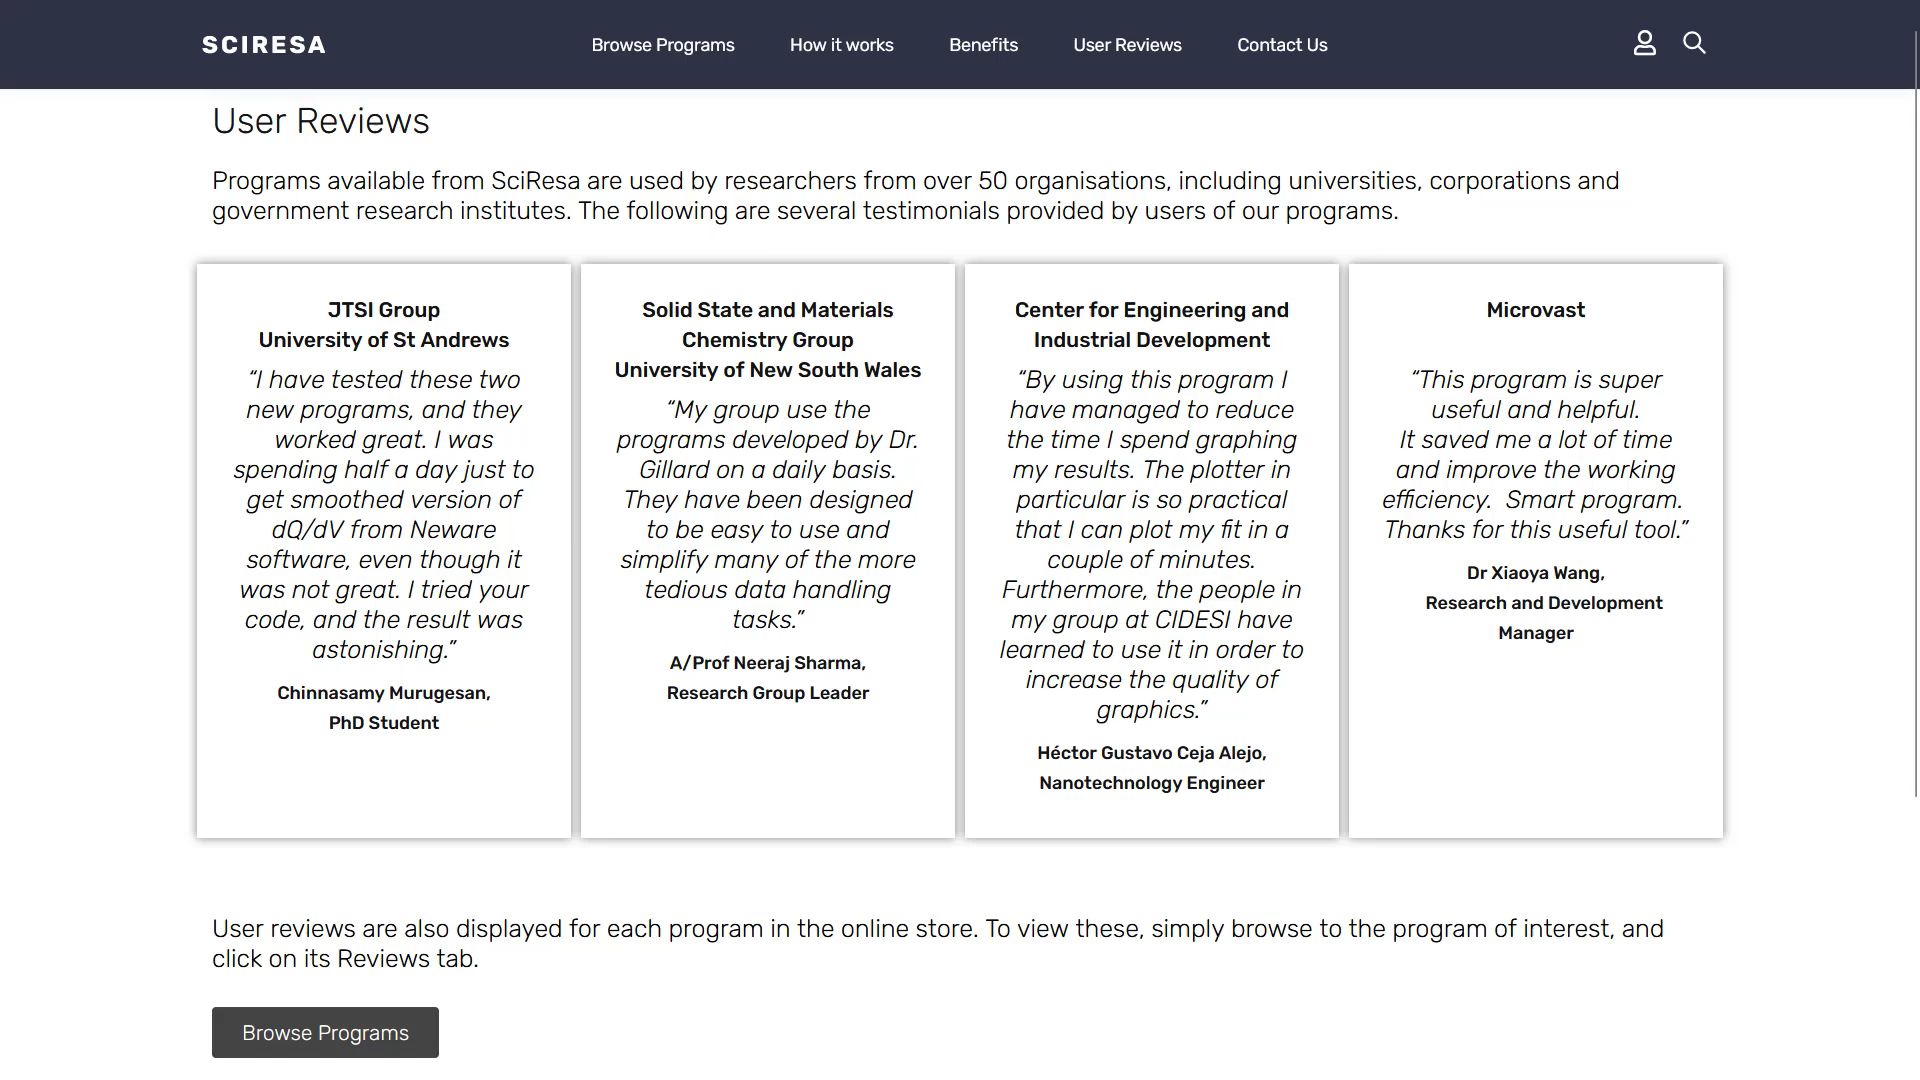 SCIRESA
Browse Programs
How it works
Benefits
User Reviews
Contact Us
User Reviews
Programs available from SciResa are used by researchers from over 50 organisations, including universities, corporations and
government research institutes. The following are several testimonials provided by users of our programs.
JTSI Group
University of St Andrews
“I have tested these two
new programs, and they
worked great. I was
spending half a day just to
get smoothed version of
dQ/dV from Neware
software, even though it
was not great. I tried your
code, and the result was
astonishing.”
Chinnasamy Murugesan,
PhD Student
Solid State and Materials
Chemistry Group
University of New South Wales
“My group use the
programs developed by Dr.
Gillard on a daily basis.
They have been designed
to be easy to use and
simplify many of the more
tedious data handling
tasks.”
A/Prof Neeraj Sharma,
Research Group Leader
Center for Engineering and
Industrial Development
“By using this program I
have managed to reduce
the time I spend graphing
my results. The plotter in
particular is so practical
that I can plot my fit in a
couple of minutes.
Furthermore, the people in
my group at CIDESI have
learned to use it in order to
increase the quality of
graphics.”
Héctor Gustavo Ceja Alejo,
Nanotechnology Engineer
Microvast
“This program is super
useful and helpful.
It saved me a lot of time
and improve the working
efficiency.  Smart program.
Thanks for this useful tool.”
Dr Xiaoya Wang,
Research and Development
Manager
User reviews are also displayed for each program in the online store. To view these, simply browse to the program of interest, and
click on its Reviews tab.
Browse Programs